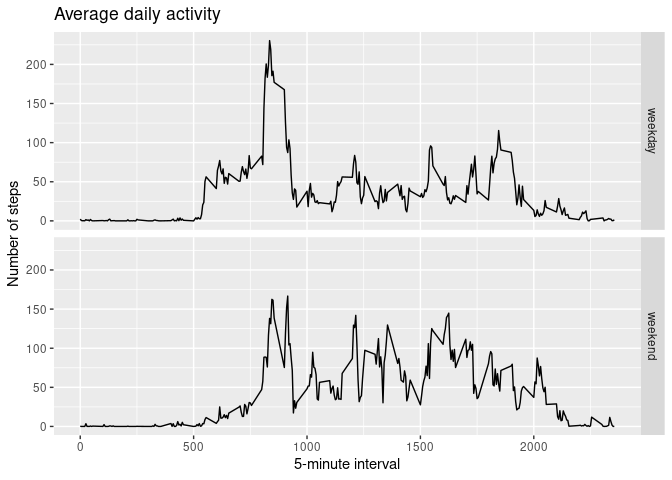 Average daily activity
Number of steps
200
150
100
50
0
weekday
200
150
100
50
0
weekend
0 500 1000 1500 2000
5-minute interval